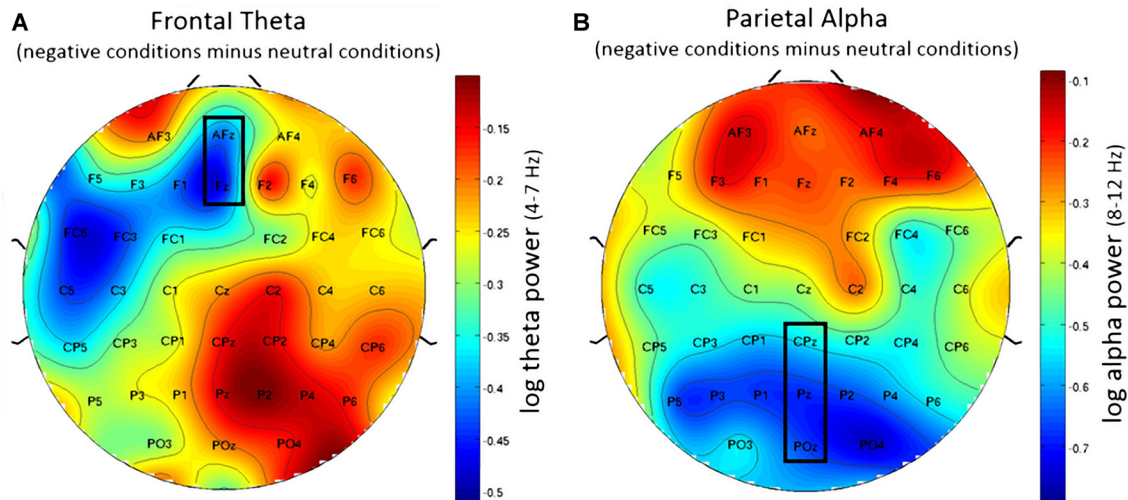 A
Frontal Theta
(negative conditions minus neutral conditions)
AF3 AFz AF4
F5 F3 F1 Fz F2 F4 F6
FC5 FC3 FC1 FC2 FC4 FC6
C5 C3 C1 Cz C2 C4 C6
CP5 CP3 CP1 CPz CP2 CP4 CP6
P5 P3 P1 Pz P2 P4 P6
PO3 POz PO4
-0.15
-0.2
-0.25
-0.3
-0.35
-0.4
-0.45
-0.5
log theta power (4-7 Hz)
B
Parietal Alpha
(negative conditions minus neutral conditions)
AF3 AFz AF4
F5 F3 F1 Fz F2 F4 F6
FC5 FC3 FC1 FC2 FC4 FC6
C5 C3 C1 Cz C2 C4 C6
CP5 CP3 CP1 CPz CP2 CP4 CP6
P5 P3 P1 Pz P2 P4 P6
PO3 POz PO4
-0.1
-0.2
-0.3
-0.4
-0.5
-0.6
-0.7
log alpha power (8-12 Hz)